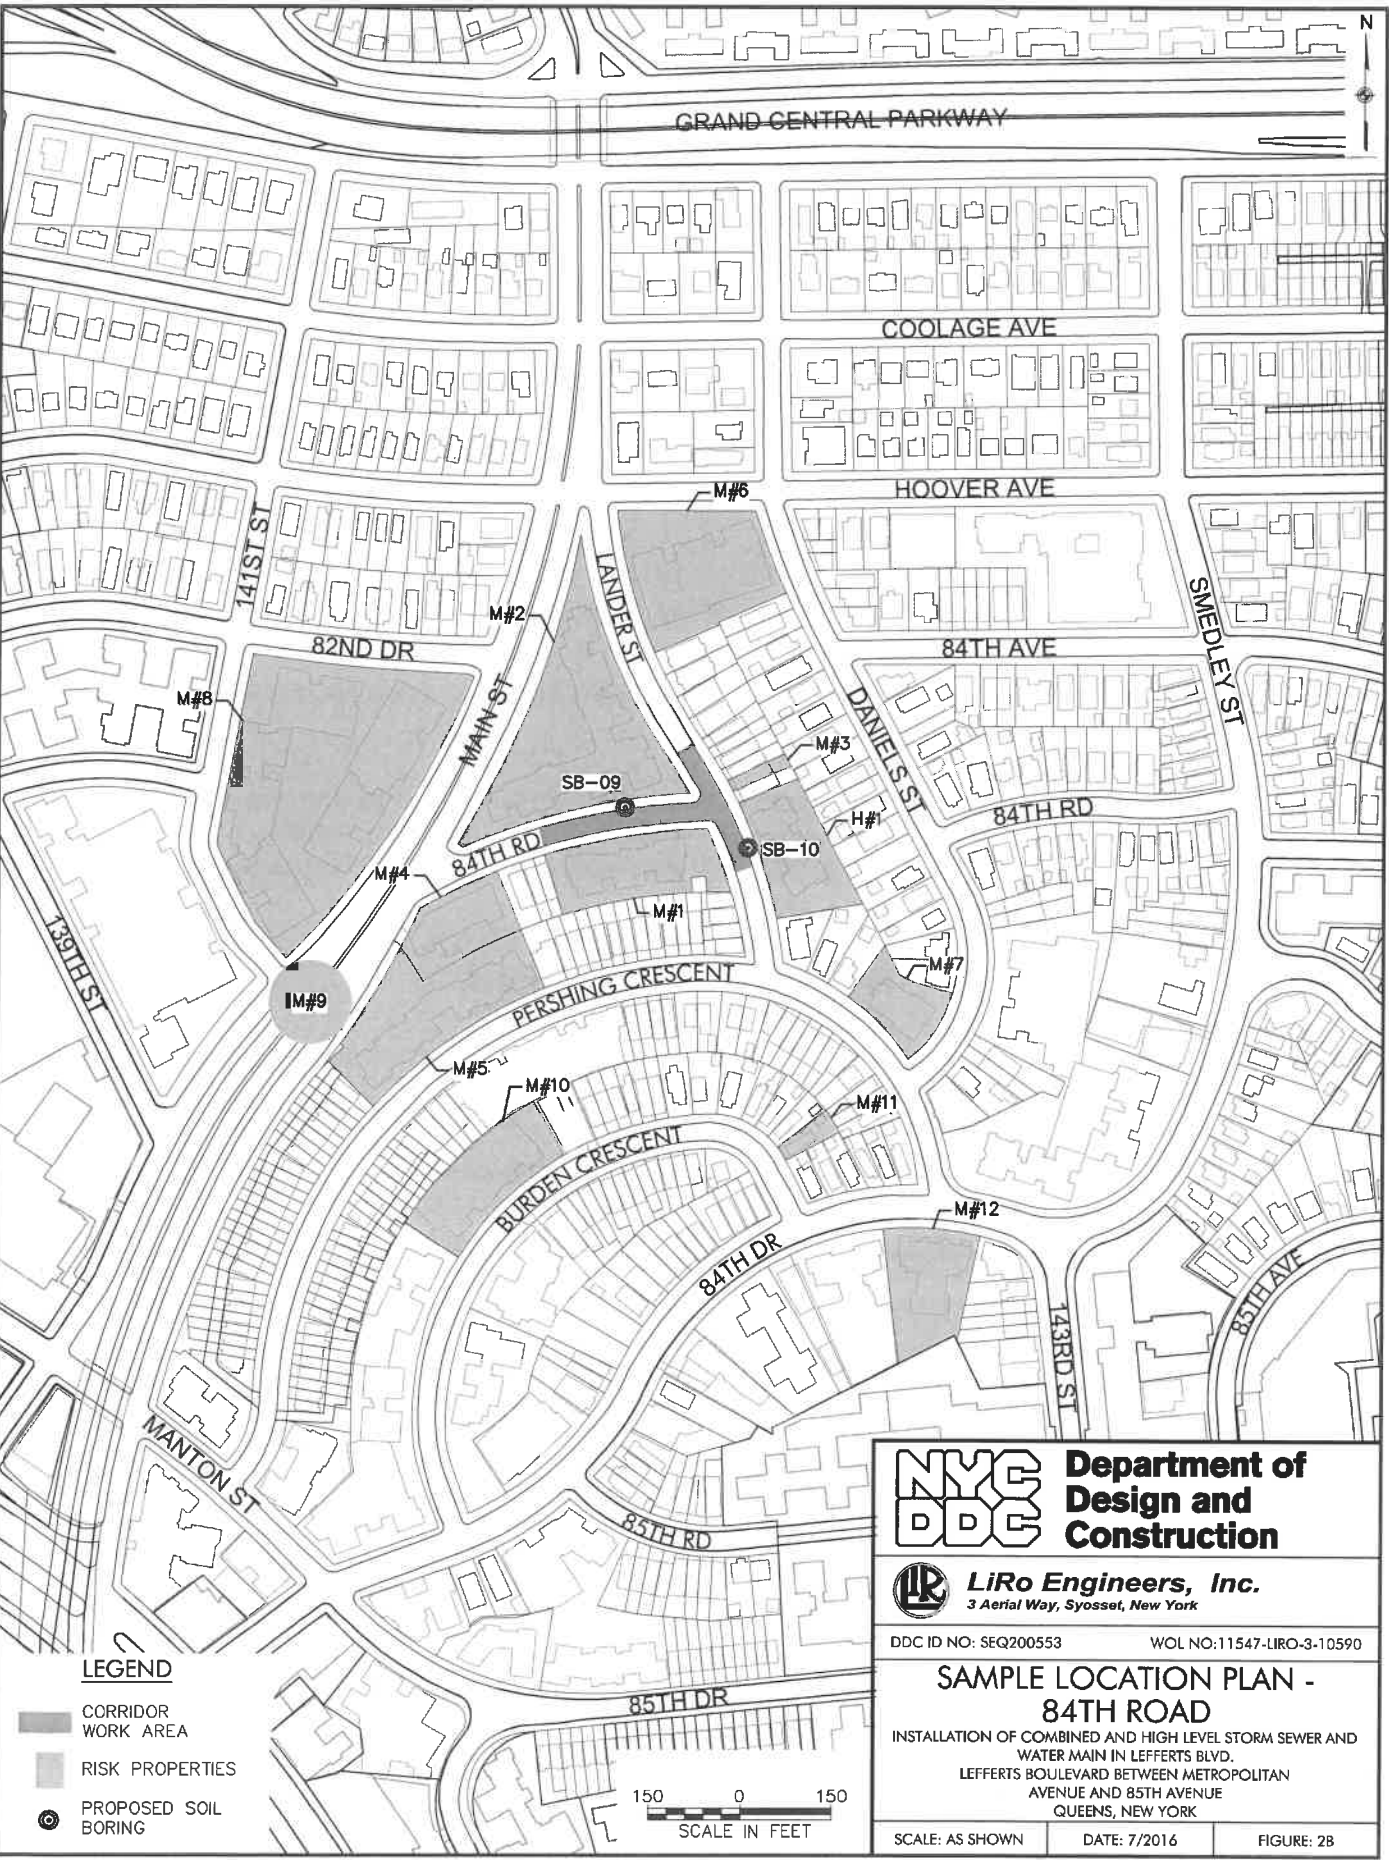 N
GRAND CENTRAL PARKWAY
COOLAGE AVE
HOOVER AVE
M#6
141ST ST
LANDER ST
SMEDLEY ST
M#2
82ND DR
84TH AVE
M#8
MAIN ST
DANIELS ST
M#3
SB-09
84TH RD
H#1
84TH RD
SB-10
M#4
M#1
139TH ST
M#7
PERSHING CRESCENT
M#9
M#5
M#10
M#11
BURDEN CRESCENT
M#12
84TH DR
85TH AVE
143RD ST
MANTON ST
85TH RD
85TH DR
NYC
DDC
Department of
Design and
Construction
LiRo Engineers, Inc.
3 Aerial Way, Syosset, New York
DDC ID NO: SEQ200553
WOL NO:11547-LIRO-3-10590
SAMPLE LOCATION PLAN -
84TH ROAD
INSTALLATION OF COMBINED AND HIGH LEVEL STORM SEWER AND
WATER MAIN IN LEFFERTS BLVD.
LEFFERTS BOULEVARD BETWEEN METROPOLITAN
AVENUE AND 85TH AVENUE
QUEENS, NEW YORK
SCALE: AS SHOWN
DATE: 7/2016
FIGURE: 2B
LEGEND
CORRIDOR
WORK AREA
RISK PROPERTIES
PROPOSED SOIL
BORING
150 0 150
SCALE IN FEET